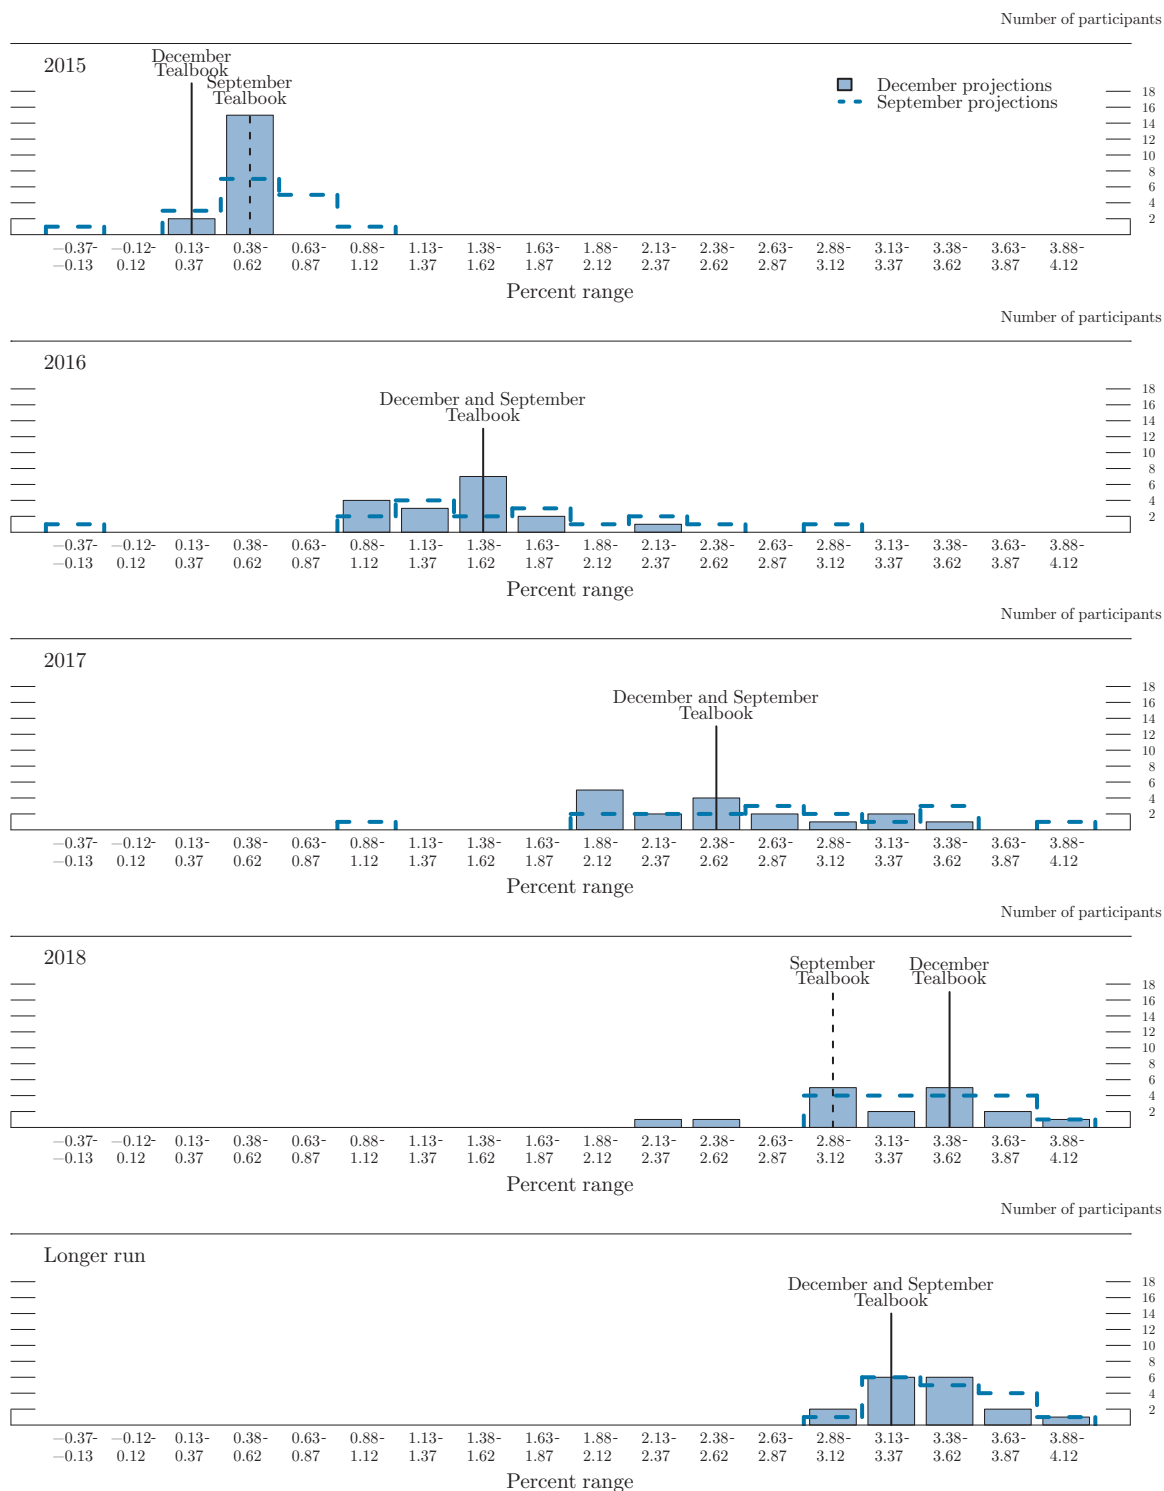 Number of participants
2015
December
Tealbook
September
Tealbook
December projections
September projections
18
16
14
12
10
8
6
4
2
−0.37- −0.12- 0.13- 0.38- 0.63- 0.88- 1.13- 1.38- 1.63- 1.88- 2.13- 2.38- 2.63- 2.88- 3.13- 3.38- 3.63- 3.88-
−0.13 0.12 0.37 0.62 0.87 1.12 1.37 1.62 1.87 2.12 2.37 2.62 2.87 3.12 3.37 3.62 3.87 4.12
Percent range
Number of participants
2016
December and September
Tealbook
18
16
14
12
10
8
6
4
2
−0.37- −0.12- 0.13- 0.38- 0.63- 0.88- 1.13- 1.38- 1.63- 1.88- 2.13- 2.38- 2.63- 2.88- 3.13- 3.38- 3.63- 3.88-
−0.13 0.12 0.37 0.62 0.87 1.12 1.37 1.62 1.87 2.12 2.37 2.62 2.87 3.12 3.37 3.62 3.87 4.12
Percent range
Number of participants
2017
December and September
Tealbook
18
16
14
12
10
8
6
4
2
−0.37- −0.12- 0.13- 0.38- 0.63- 0.88- 1.13- 1.38- 1.63- 1.88- 2.13- 2.38- 2.63- 2.88- 3.13- 3.38- 3.63- 3.88-
−0.13 0.12 0.37 0.62 0.87 1.12 1.37 1.62 1.87 2.12 2.37 2.62 2.87 3.12 3.37 3.62 3.87 4.12
Percent range
Number of participants
2018
September
Tealbook
December
Tealbook
18
16
14
12
10
8
6
4
2
−0.37- −0.12- 0.13- 0.38- 0.63- 0.88- 1.13- 1.38- 1.63- 1.88- 2.13- 2.38- 2.63- 2.88- 3.13- 3.38- 3.63- 3.88-
−0.13 0.12 0.37 0.62 0.87 1.12 1.37 1.62 1.87 2.12 2.37 2.62 2.87 3.12 3.37 3.62 3.87 4.12
Percent range
Number of participants
Longer run
December and September
Tealbook
18
16
14
12
10
8
6
4
2
−0.37- −0.12- 0.13- 0.38- 0.63- 0.88- 1.13- 1.38- 1.63- 1.88- 2.13- 2.38- 2.63- 2.88- 3.13- 3.38- 3.63- 3.88-
−0.13 0.12 0.37 0.62 0.87 1.12 1.37 1.62 1.87 2.12 2.37 2.62 2.87 3.12 3.37 3.62 3.87 4.12
Percent range